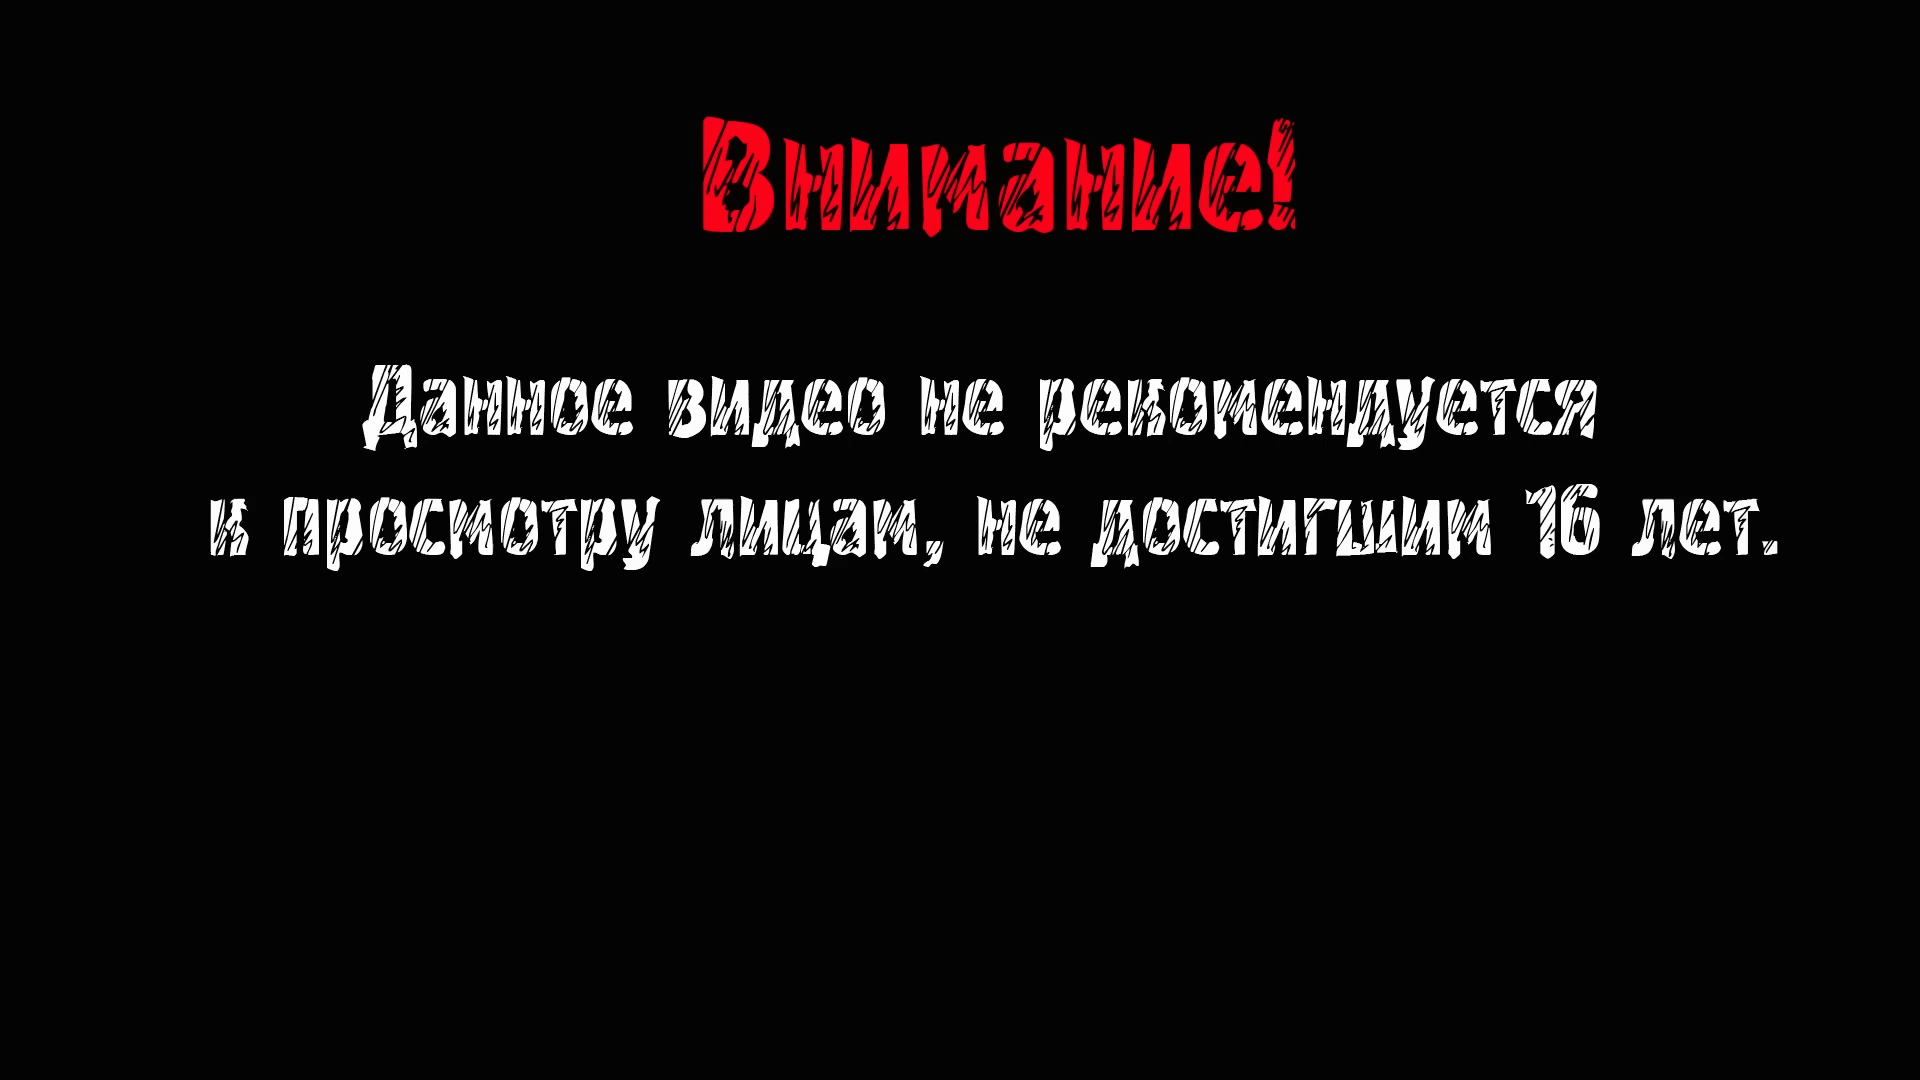 Внимание!
Данное видео не рекомендуется
к просмотру лицам, не достигшим 16 лет.